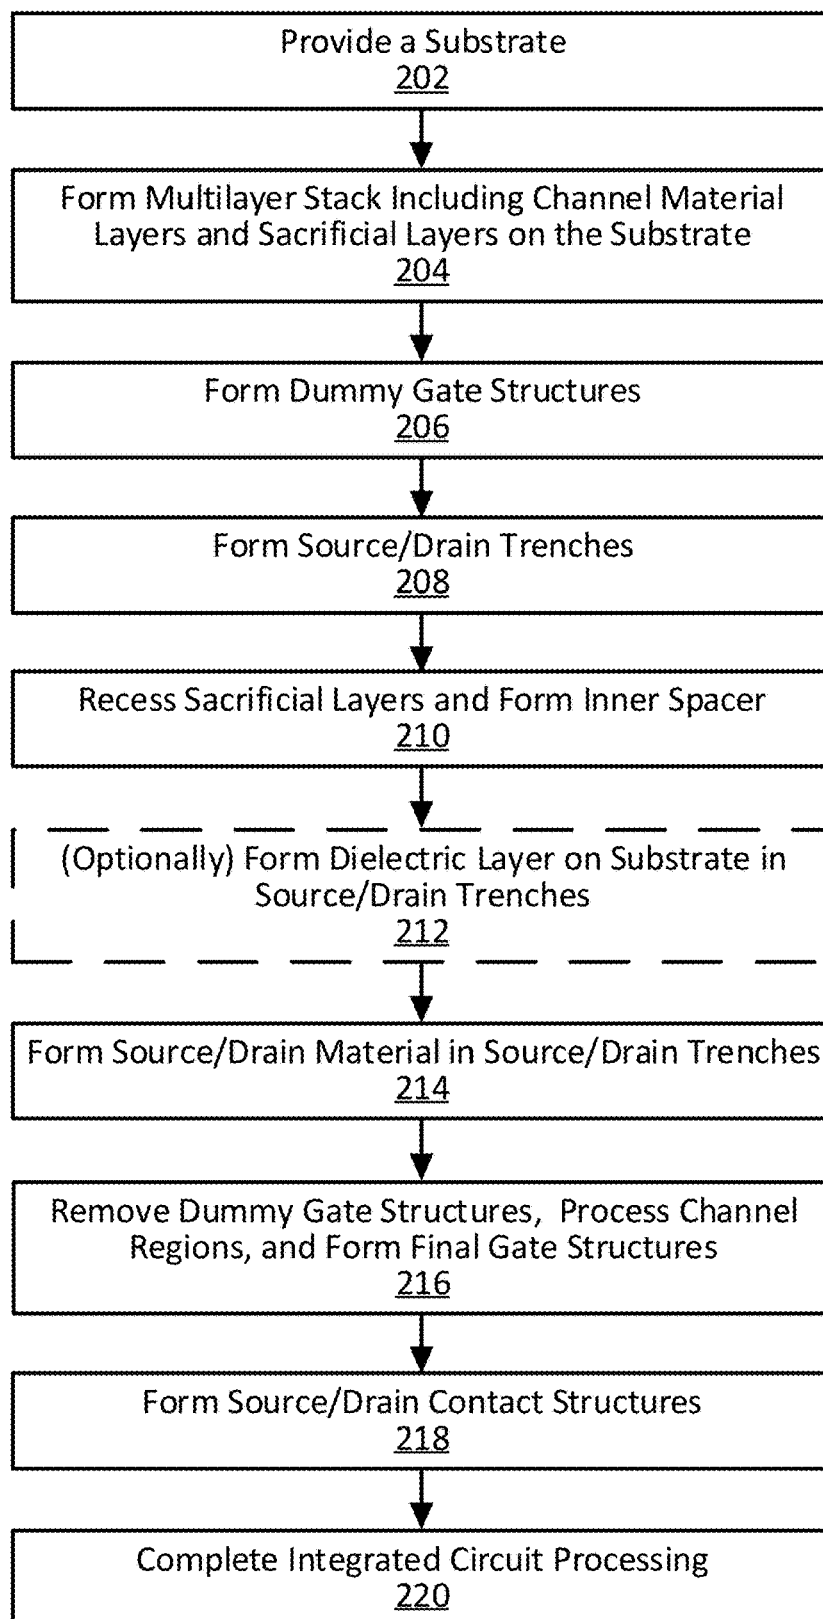 Provide a Substrate
202
Form Multilayer Stack Including Channel Material
Layers and Sacrificial Layers on the Substrate
204
Form Dummy Gate Structures
206
Form Source/Drain Trenches
208
Recess Sacrificial Layers and Form Inner Spacer
210
(Optionally) Form Dielectric Layer on Substrate in
Source/Drain Trenches
212
Form Source/Drain Material in Source/Drain Trenches
214
Remove Dummy Gate Structures, Process Channel
Regions, and Form Final Gate Structures
216
Form Source/Drain Contact Structures
218
Complete Integrated Circuit Processing
220